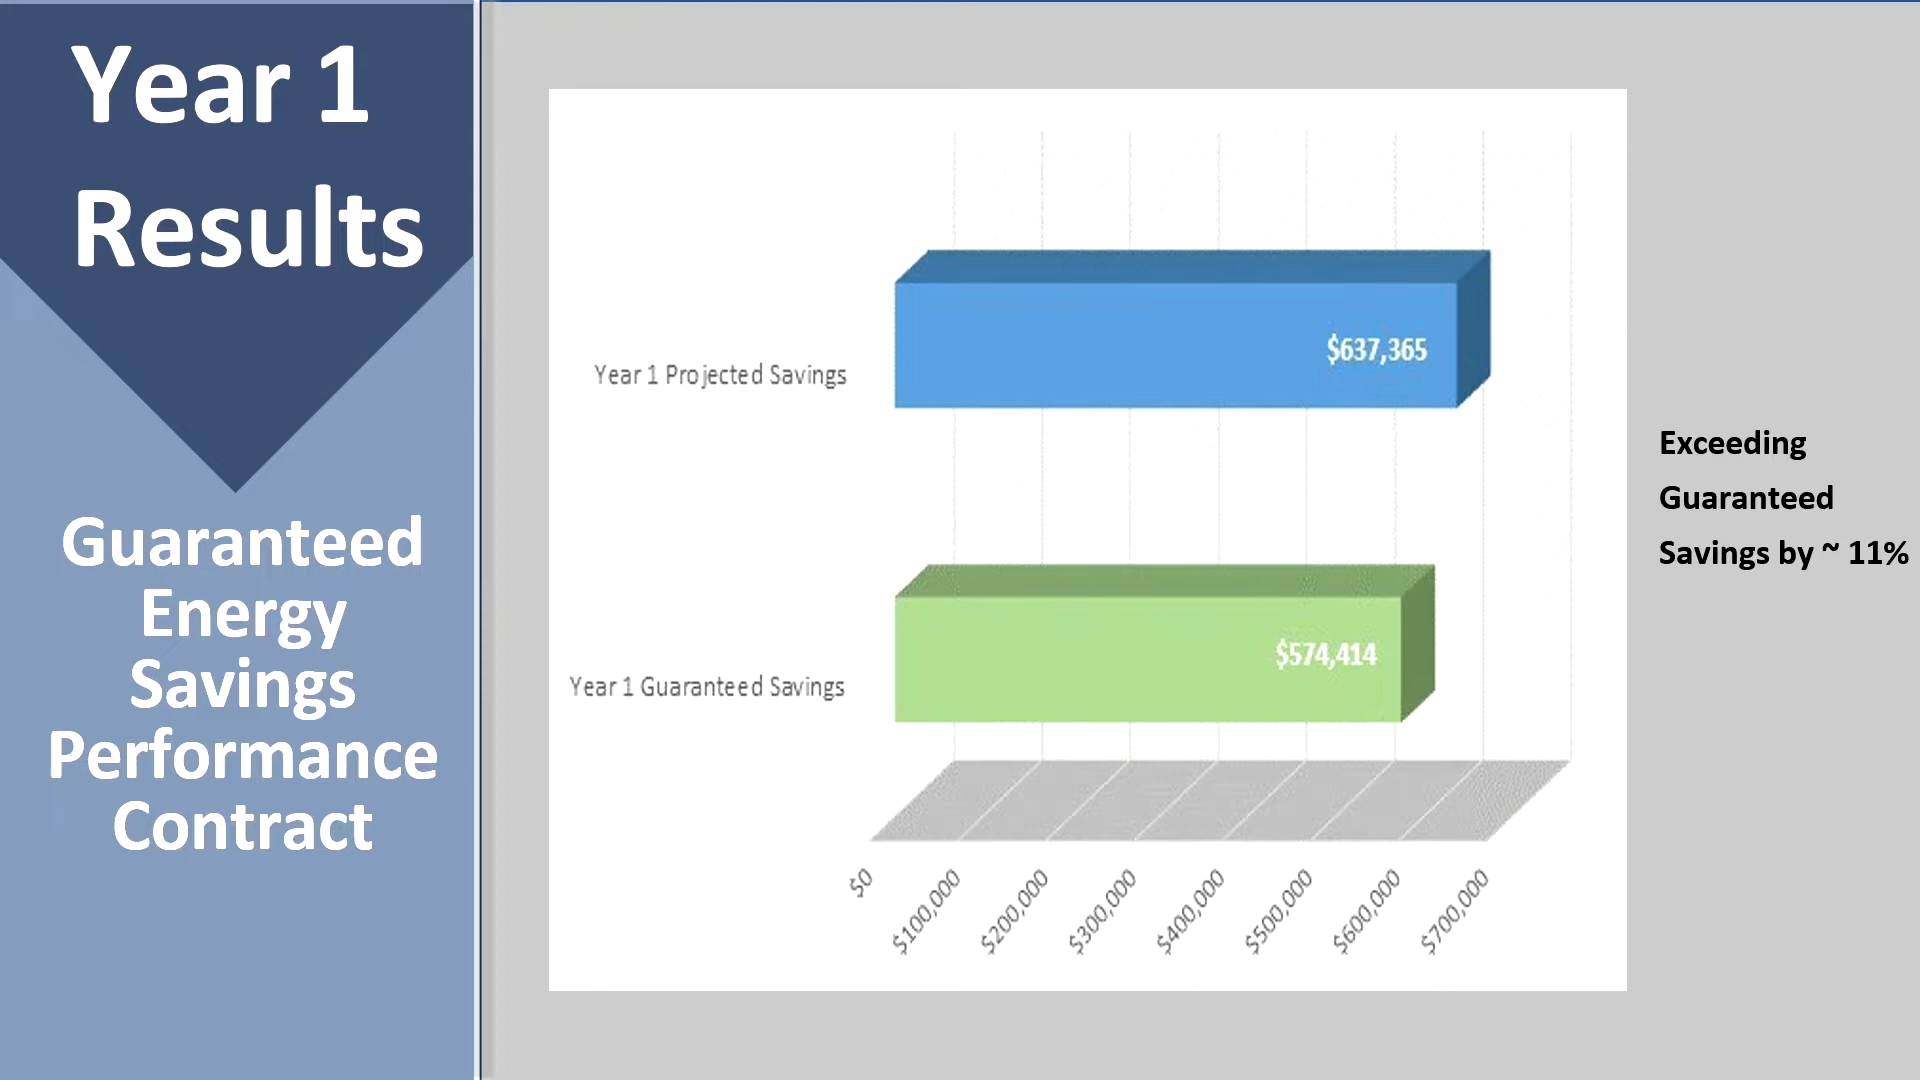 Year 1
Results
Guaranteed
Energy
Savings
Performance
Contract
Year 1 Projected Savings
$637,365
Year 1 Guaranteed Savings
$574,414
$0
$100,000
$200,000
$300,000
$400,000
$500,000
$600,000
$700,000
Exceeding
Guaranteed
Savings by ~ 11%